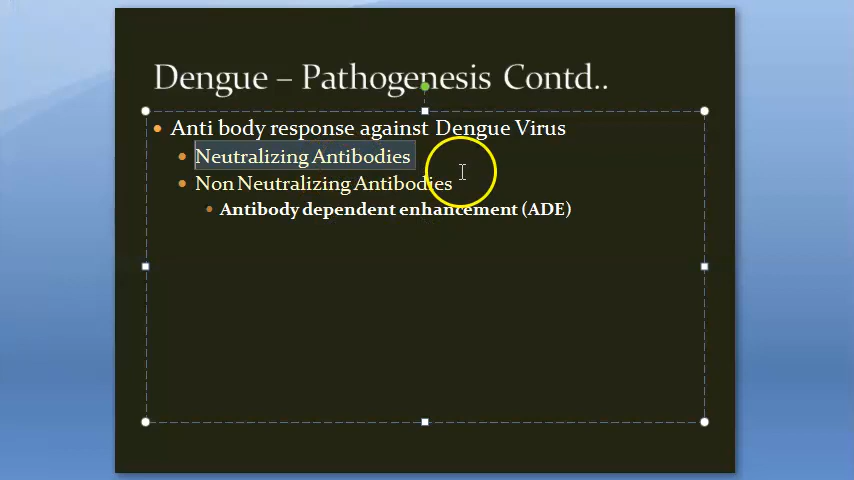 Dengue – Pathogenesis Contd..
Anti body response against Dengue Virus
Neutralizing Antibodies
Non Neutralizing Antibodies
Antibody dependent enhancement (ADE)